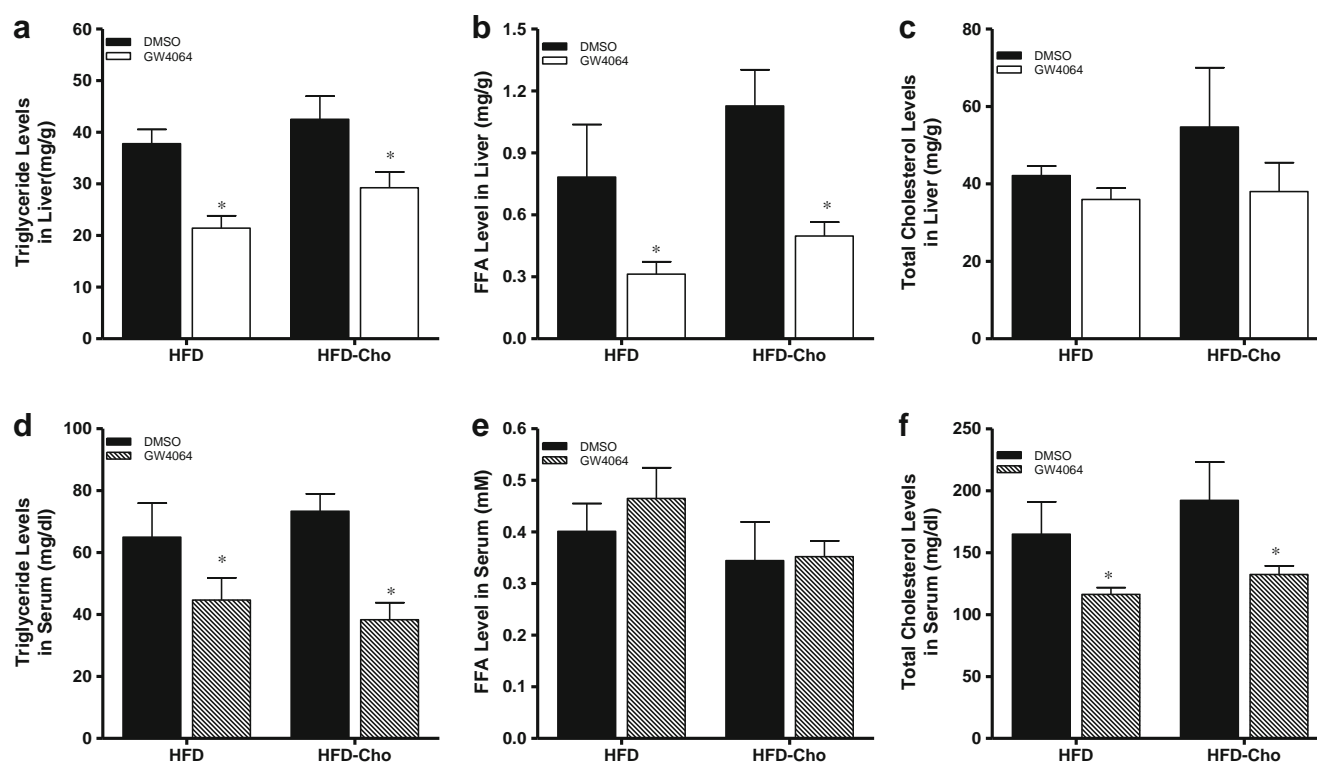 a
DMSO
GW4064
Triglyceride Levels
in Liver(mg/g)
60
50
40
30
20
10
0
*
*
HFD
HFD-Cho
b
DMSO
GW4064
FFA Level in Liver (mg/g)
1.5
1.2
0.9
0.6
0.3
0.0
*
*
HFD
HFD-Cho
c
DMSO
GW4064
Total Cholesterol Levels
in Liver (mg/g)
80
60
40
20
0
HFD
HFD-Cho
d
DMSO
GW4064
Triglyceride Levels
in Serum (mg/dl)
100
80
60
40
20
0
*
*
HFD
HFD-Cho
e
DMSO
GW4064
FFA Level in Serum (mM)
0.6
0.5
0.4
0.3
0.2
0.1
0.0
HFD
HFD-Cho
f
DMSO
GW4064
Total Cholesterol Levels
in Serum (mg/dl)
250
200
150
100
50
0
*
*
HFD
HFD-Cho